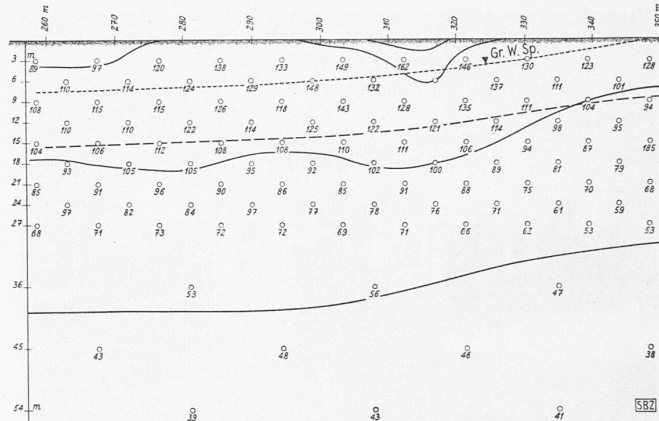 260 m 270 280 290 300 310 320 330 340 350 m
m. Gr. W. Sp.
3 89 97 120 138 133 149 162 146 130 123 128
6 110 114 124 129 148 132 137 111 101
9 108 115 115 126 118 143 128 135 111 104 94
12 110 110 122 114 125 122 121 114 98 95
15 104 106 112 108 108 110 111 106 94 87 185
18 93 105 105 95 92 102 100 89 81 79
21 85 91 96 90 86 85 91 88 75 70 68
24 97 82 84 97 77 78 76 71 61 59
27 68 71 73 72 72 69 71 66 62 53 53
36 53 56 47
45 43 48 46 38
54 m. 39 43 41
SBZ